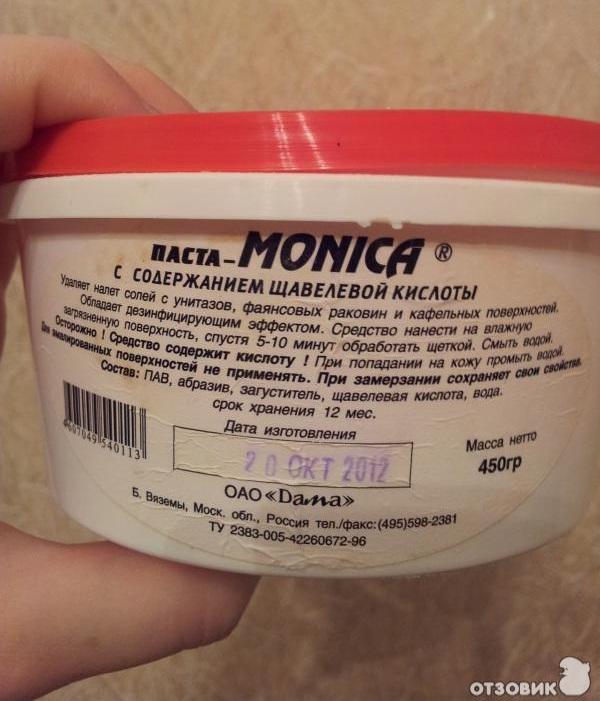 ПАСТА-MONICA ®
С СОДЕРЖАНИЕМ ЩАВЕЛЕВОЙ КИСЛОТЫ
Удаляет налет солей с унитазов, фаянсовых раковин и кафельных поверхностей.
Обладает дезинфицирующим эффектом. Средство нанести на влажную
загрязненную поверхность, спустя 5-10 минут обработать щеткой. Смыть водой.
Осторожно ! Средство содержит кислоту ! При попадании на кожу промыть водой.
Для эмалированных поверхностей не применять. При замерзании сохраняет свои свойства.
Состав: ПАВ, абразив, загуститель, щавелевая кислота, вода.
срок хранения 12 мес.
Дата изготовления
20 ОКТ 2012
Масса нетто
450гр
4607049 540113
ОАО «Dама»
Б. Вяземы, Моск. обл., Россия тел./факс:(495)598-2381
ТУ 2383-005-42260672-96
ОТЗОВИК